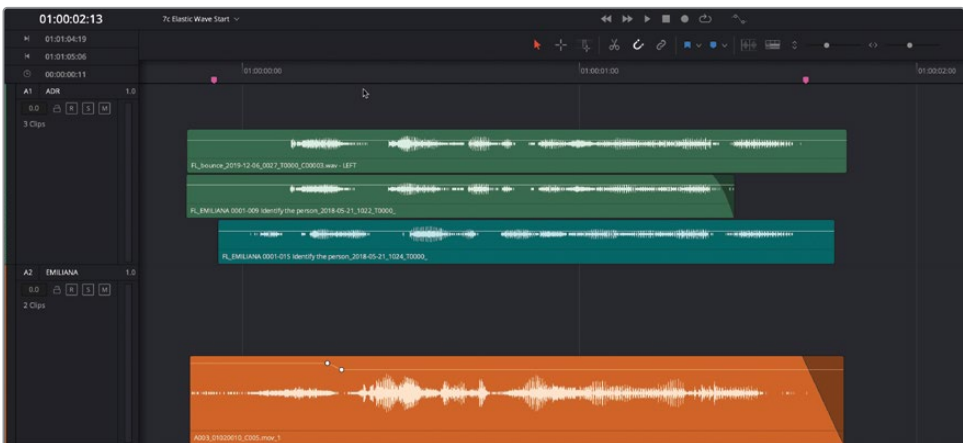 01:00:02:13
7c Elastic Wave Start
01:01:04:19
01:01:05:06
00:00:00:11
01:00:00:00
01:00:01:00
01:00:02:00
A1 ADR 1.0
0.0 R S M
3 Clips
FL_bounce_2019-12-06_0027_T0000_C00003.wav - LEFT
FL_EMILIANA 0001-009 Identify the person_2018-05-21_1022_T0000_
FL_EMILIANA 0001-015 Identify the person_2018-05-21_1024_T0000_
A2 EMILIANA 1.0
0.0 R S M
2 Clips
A003_01020010_C005.mov_1